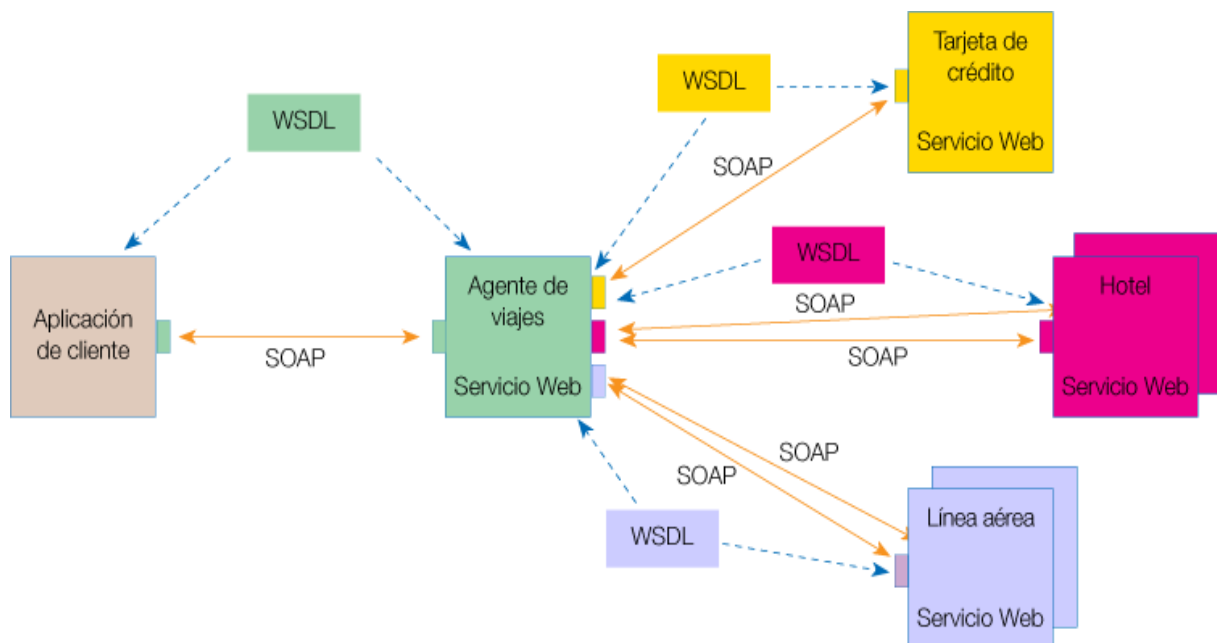 Tarjeta de
crédito
Servicio Web
WSDL
SOAP
WSDL
Aplicación
de cliente
SOAP
Agente de
viajes
Servicio Web
WSDL
SOAP
SOAP
Hotel
Servicio Web
SOAP
SOAP
WSDL
Línea aérea
Servicio Web